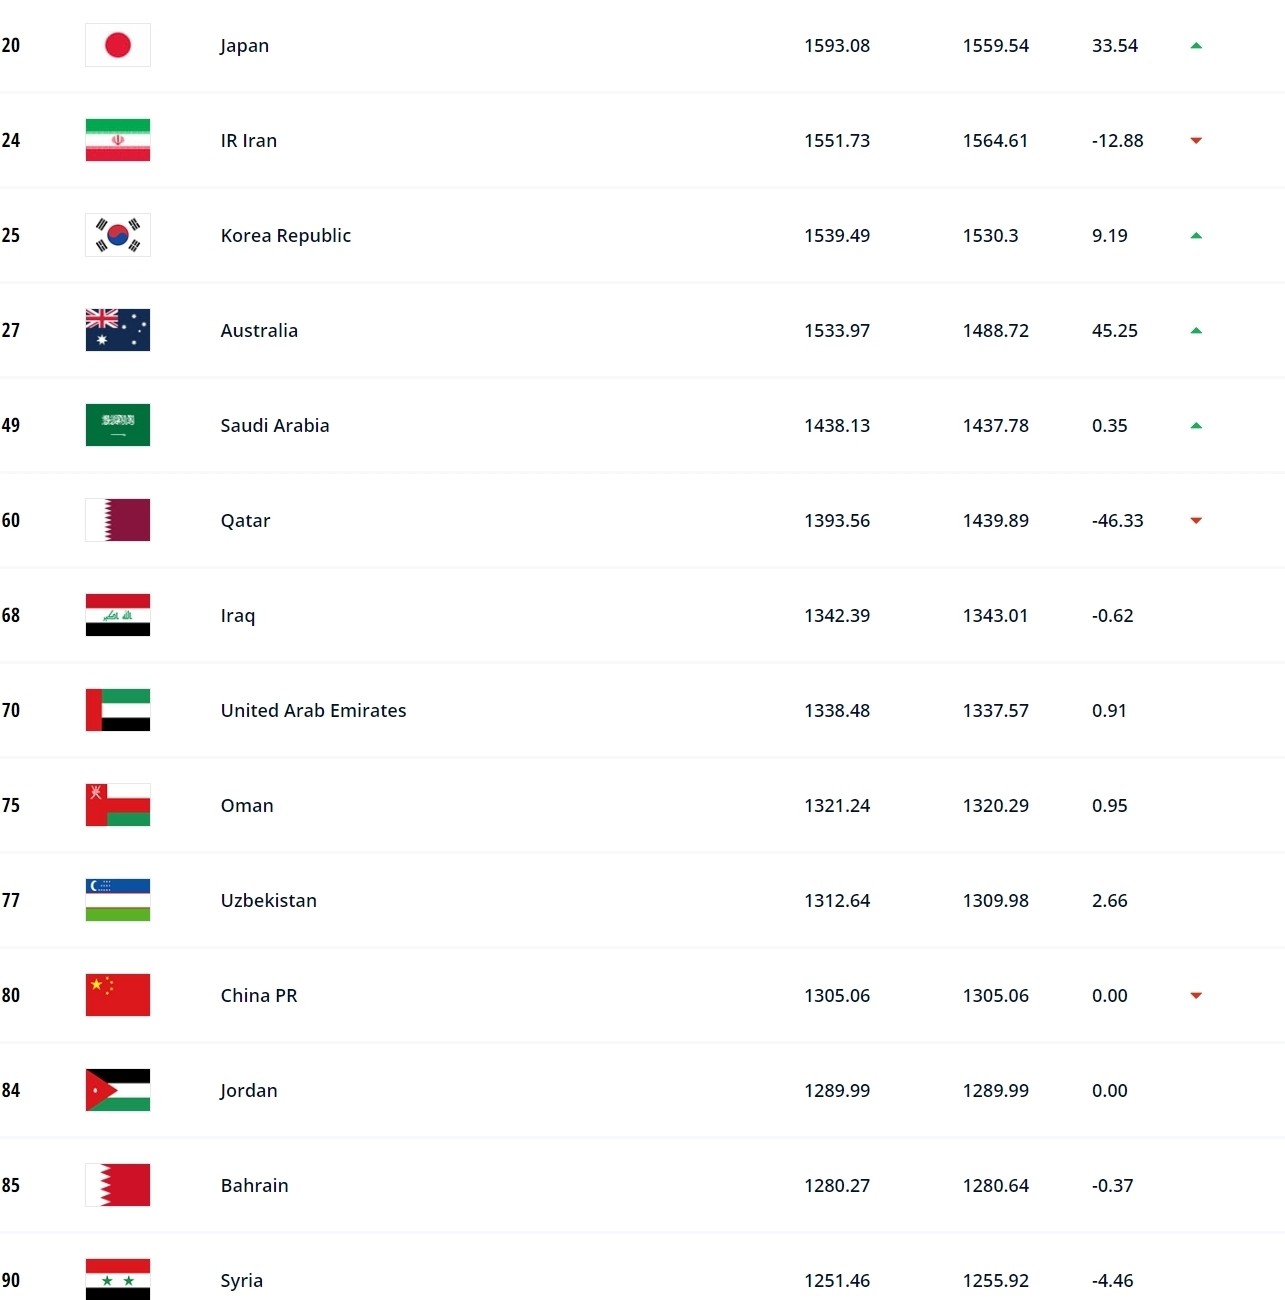 20 Japan 1593.08 1559.54 33.54
24 IR Iran 1551.73 1564.61 -12.88
25 Korea Republic 1539.49 1530.3 9.19
27 Australia 1533.97 1488.72 45.25
49 Saudi Arabia 1438.13 1437.78 0.35
60 Qatar 1393.56 1439.89 -46.33
68 Iraq 1342.39 1343.01 -0.62
70 United Arab Emirates 1338.48 1337.57 0.91
75 Oman 1321.24 1320.29 0.95
77 Uzbekistan 1312.64 1309.98 2.66
80 China PR 1305.06 1305.06 0.00
84 Jordan 1289.99 1289.99 0.00
85 Bahrain 1280.27 1280.64 -0.37
90 Syria 1251.46 1255.92 -4.46